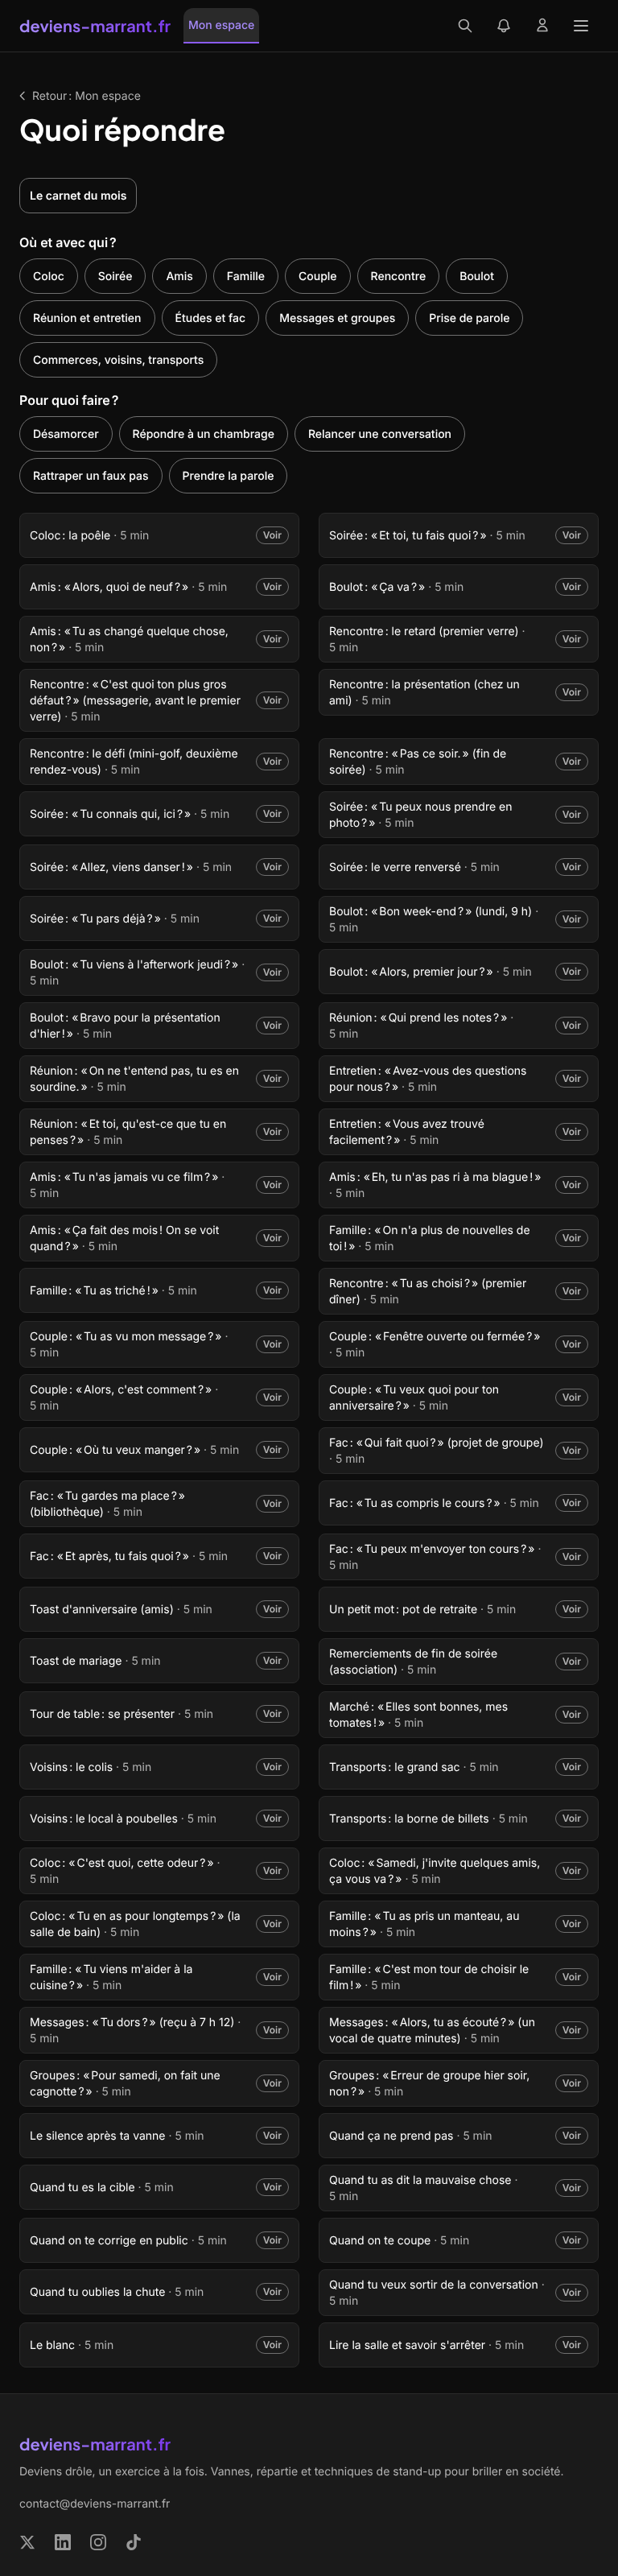 deviens-marrant.fr Mon espace
Retour : Mon espace
Quoi répondre
Le carnet du mois
Où et avec qui ?
Coloc Soirée Amis Famille Couple Rencontre Boulot
Réunion et entretien Études et fac Messages et groupes Prise de parole
Commerces, voisins, transports
Pour quoi faire ?
Désamorcer Répondre à un chambrage Relancer une conversation
Rattraper un faux pas Prendre la parole
Coloc : la poêle · 5 min Voir
Soirée : « Et toi, tu fais quoi ? » · 5 min Voir
Amis : « Alors, quoi de neuf ? » · 5 min Voir
Boulot : « Ça va ? » · 5 min Voir
Amis : « Tu as changé quelque chose,
non ? » · 5 min Voir
Rencontre : le retard (premier verre) ·
5 min Voir
Rencontre : « C'est quoi ton plus gros
défaut ? » (messagerie, avant le premier
verre) · 5 min Voir
Rencontre : la présentation (chez un
ami) · 5 min Voir
Rencontre : le défi (mini-golf, deuxième
rendez-vous) · 5 min Voir
Rencontre : « Pas ce soir. » (fin de
soirée) · 5 min Voir
Soirée : « Tu connais qui, ici ? » · 5 min Voir
Soirée : « Tu peux nous prendre en
photo ? » · 5 min Voir
Soirée : « Allez, viens danser ! » · 5 min Voir
Soirée : le verre renversé · 5 min Voir
Soirée : « Tu pars déjà ? » · 5 min Voir
Boulot : « Bon week-end ? » (lundi, 9 h) ·
5 min Voir
Boulot : « Tu viens à l'afterwork jeudi ? » ·
5 min Voir
Boulot : « Alors, premier jour ? » · 5 min Voir
Boulot : « Bravo pour la présentation
d'hier ! » · 5 min Voir
Réunion : « Qui prend les notes ? » ·
5 min Voir
Réunion : « On ne t'entend pas, tu es en
sourdine. » · 5 min Voir
Entretien : « Avez-vous des questions
pour nous ? » · 5 min Voir
Réunion : « Et toi, qu'est-ce que tu en
penses ? » · 5 min Voir
Entretien : « Vous avez trouvé
facilement ? » · 5 min Voir
Amis : « Tu n'as jamais vu ce film ? » ·
5 min Voir
Amis : « Eh, tu n'as pas ri à ma blague ! »
· 5 min Voir
Amis : « Ça fait des mois ! On se voit
quand ? » · 5 min Voir
Famille : « On n'a plus de nouvelles de
toi ! » · 5 min Voir
Famille : « Tu as triché ! » · 5 min Voir
Rencontre : « Tu as choisi ? » (premier
dîner) · 5 min Voir
Couple : « Tu as vu mon message ? » ·
5 min Voir
Couple : « Fenêtre ouverte ou fermée ? »
· 5 min Voir
Couple : « Alors, c'est comment ? » ·
5 min Voir
Couple : « Tu veux quoi pour ton
anniversaire ? » · 5 min Voir
Couple : « Où tu veux manger ? » · 5 min Voir
Fac : « Qui fait quoi ? » (projet de groupe)
· 5 min Voir
Fac : « Tu gardes ma place ? »
(bibliothèque) · 5 min Voir
Fac : « Tu as compris le cours ? » · 5 min Voir
Fac : « Et après, tu fais quoi ? » · 5 min Voir
Fac : « Tu peux m'envoyer ton cours ? » ·
5 min Voir
Toast d'anniversaire (amis) · 5 min Voir
Un petit mot : pot de retraite · 5 min Voir
Toast de mariage · 5 min Voir
Remerciements de fin de soirée
(association) · 5 min Voir
Tour de table : se présenter · 5 min Voir
Marché : « Elles sont bonnes, mes
tomates ! » · 5 min Voir
Voisins : le colis · 5 min Voir
Transports : le grand sac · 5 min Voir
Voisins : le local à poubelles · 5 min Voir
Transports : la borne de billets · 5 min Voir
Coloc : « C'est quoi, cette odeur ? » ·
5 min Voir
Coloc : « Samedi, j'invite quelques amis,
ça vous va ? » · 5 min Voir
Coloc : « Tu en as pour longtemps ? » (la
salle de bain) · 5 min Voir
Famille : « Tu as pris un manteau, au
moins ? » · 5 min Voir
Famille : « Tu viens m'aider à la
cuisine ? » · 5 min Voir
Famille : « C'est mon tour de choisir le
film ! » · 5 min Voir
Messages : « Tu dors ? » (reçu à 7 h 12) ·
5 min Voir
Messages : « Alors, tu as écouté ? » (un
vocal de quatre minutes) · 5 min Voir
Groupes : « Pour samedi, on fait une
cagnotte ? » · 5 min Voir
Groupes : « Erreur de groupe hier soir,
non ? » · 5 min Voir
Le silence après ta vanne · 5 min Voir
Quand ça ne prend pas · 5 min Voir
Quand tu es la cible · 5 min Voir
Quand tu as dit la mauvaise chose ·
5 min Voir
Quand on te corrige en public · 5 min Voir
Quand on te coupe · 5 min Voir
Quand tu oublies la chute · 5 min Voir
Quand tu veux sortir de la conversation ·
5 min Voir
Le blanc · 5 min Voir
Lire la salle et savoir s'arrêter · 5 min Voir
deviens-marrant.fr
Deviens drôle, un exercice à la fois. Vannes, répartie et techniques de stand-up pour briller en société.
contact@deviens-marrant.fr